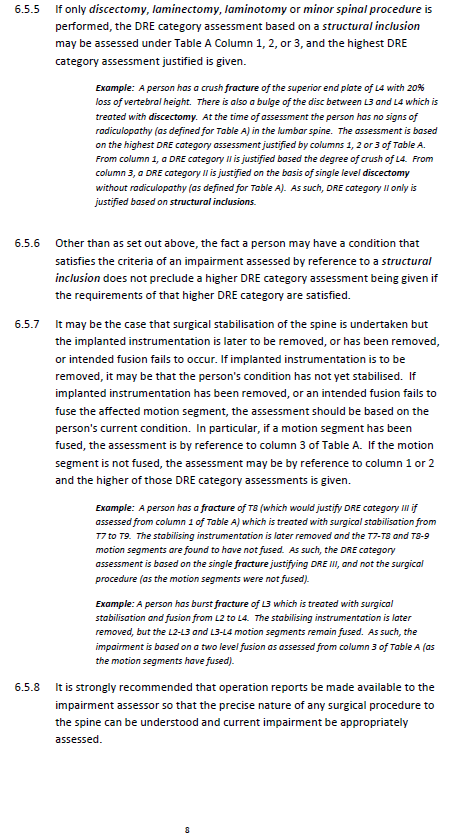 6.5.5 If only discectomy, laminectomy, laminotomy or minor spinal procedure is
performed, the DRE category assessment based on a structural inclusion
may be assessed under Table A Column 1, 2, or 3, and the highest DRE
category assessment justified is given.
Example: A person has a crush fracture of the superior end plate of L4 with 20%
loss of vertebral height. There is also a bulge of the disc between L3 and L4 which is
treated with discectomy. At the time of assessment the person has no signs of
radiculopathy (as defined for Table A) in the lumbar spine. The assessment is based
on the highest DRE category assessment justified by columns 1, 2 or 3 of Table A.
From column 1, a DRE category II is justified based the degree of crush of L4. From
column 3, a DRE category II is justified on the basis of single level discectomy
without radiculopathy (as defined for Table A). As such, DRE category II only is
justified based on structural inclusions.
6.5.6 Other than as set out above, the fact a person may have a condition that
satisfies the criteria of an impairment assessed by reference to a structural
inclusion does not preclude a higher DRE category assessment being given if
the requirements of that higher DRE category are satisfied.
6.5.7 It may be the case that surgical stabilisation of the spine is undertaken but
the implanted instrumentation is later to be removed, or has been removed,
or intended fusion fails to occur. If implanted instrumentation is to be
removed, it may be that the person's condition has not yet stabilised. If
implanted instrumentation has been removed, or an intended fusion fails to
fuse the affected motion segment, the assessment should be based on the
person's current condition. In particular, if a motion segment has been
fused, the assessment is by reference to column 3 of Table A. If the motion
segment is not fused, the assessment may be by reference to column 1 or 2
and the higher of those DRE category assessments is given.
Example: A person has a fracture of T8 (which would justify DRE category III if
assessed from column 1 of Table A) which is treated with surgical stabilisation from
T7 to T9. The stabilising instrumentation is later removed and the T7-T8 and T8-9
motion segments are found to have not fused. As such, the DRE category
assessment is based on the single fracture justifying DRE III, and not the surgical
procedure (as the motion segments were not fused).
Example: A person has burst fracture of L3 which is treated with surgical
stabilisation and fusion from L2 to L4. The stabilising instrumentation is later
removed, but the L2-L3 and L3-L4 motion segments remain fused. As such, the
impairment is based on a two level fusion as assessed from column 3 of Table A (as
the motion segments have fused).
6.5.8 It is strongly recommended that operation reports be made available to the
impairment assessor so that the precise nature of any surgical procedure to
the spine can be understood and current impairment be appropriately
assessed.
8